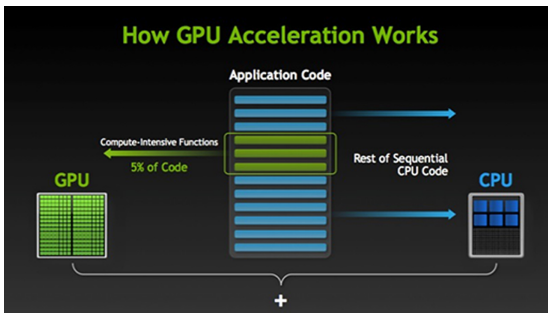 How GPU Acceleration Works
Application Code
Compute-Intensive Functions
5% of Code
Rest of Sequential
CPU Code
GPU
CPU
+